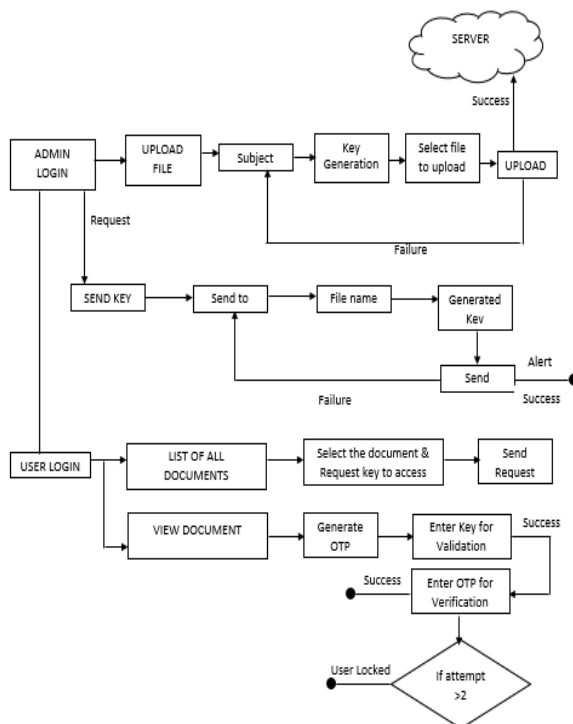 SERVER
Success
ADMIN
LOGIN
UPLOAD
FILE
Subject
Key
Generation
Select file
to upload
UPLOAD
Request
Failure
SEND KEY
Send to
File name
Generated
Kev
Send
Alert
Success
Failure
USER LOGIN
LIST OF ALL
DOCUMENTS
Select the document &
Request key to access
Send
Request
VIEW DOCUMENT
Generate
OTP
Enter Key for
Validation
Success
Success
Enter OTP for
Verification
User Locked
If attempt
>2